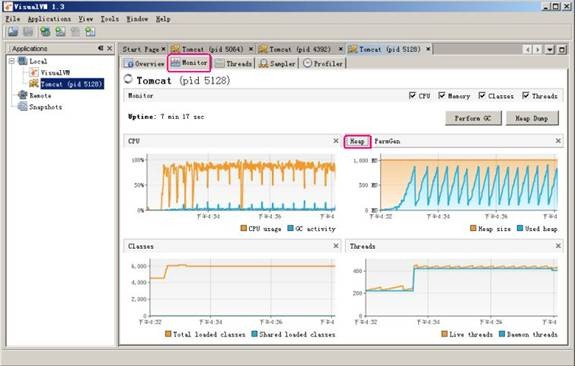 VisualVM 1.3
File Applications View Tools Window Help
Applications
Start Page Tomcat (pid 5064) Tomcat (pid 4392) Tomcat (pid 5128)
Local
VisualVM
Tomcat (pid 5128)
Remote
Snapshots
Overview Monitor Threads Sampler Profiler
Tomcat (pid 5128)
Monitor CPU Memory Classes Threads
Uptime: 7 min 17 sec Perform GC Heap Dump
CPU
100%
50%
0%
下午4:34 下午4:36 下午4
CPU usage GC activity
Heap PermGen
1,000 MB
500 MB
0 MB
下午4:34 下午4:36 下午4
Heap size Used heap
Classes
6,000
4,000
2,000
0
下午4:32 下午4:34 下午4:36 下午4
Total loaded classes Shared loaded classes
Threads
400
200
0
下午4:32 下午4:34 下午4:36 下午4
Live threads Daemon threads